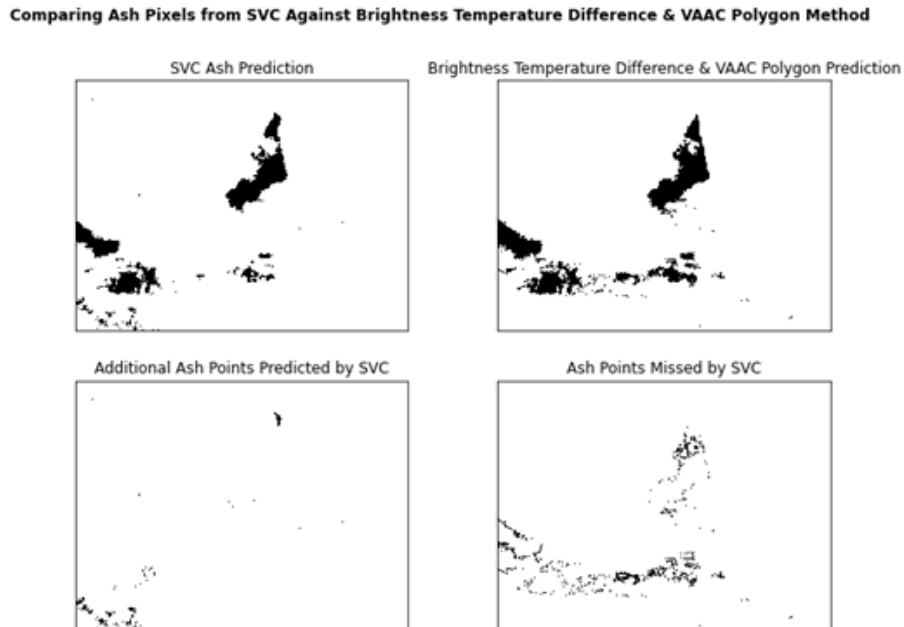 Comparing Ash Pixels from SVC Against Brightness Temperature Difference & VAAC Polygon Method
SVC Ash Prediction
Brightness Temperature Difference & VAAC Polygon Prediction
Additional Ash Points Predicted by SVC
Ash Points Missed by SVC